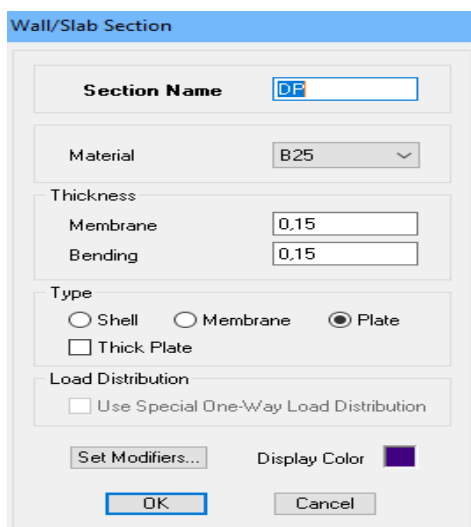 Wall/Slab Section
Section Name DP
Material B25
Thickness
Membrane 0,15
Bending 0,15
Type
Shell Membrane Plate
Thick Plate
Load Distribution
Use Special One-Way Load Distribution
Set Modifiers... Display Color
OK Cancel